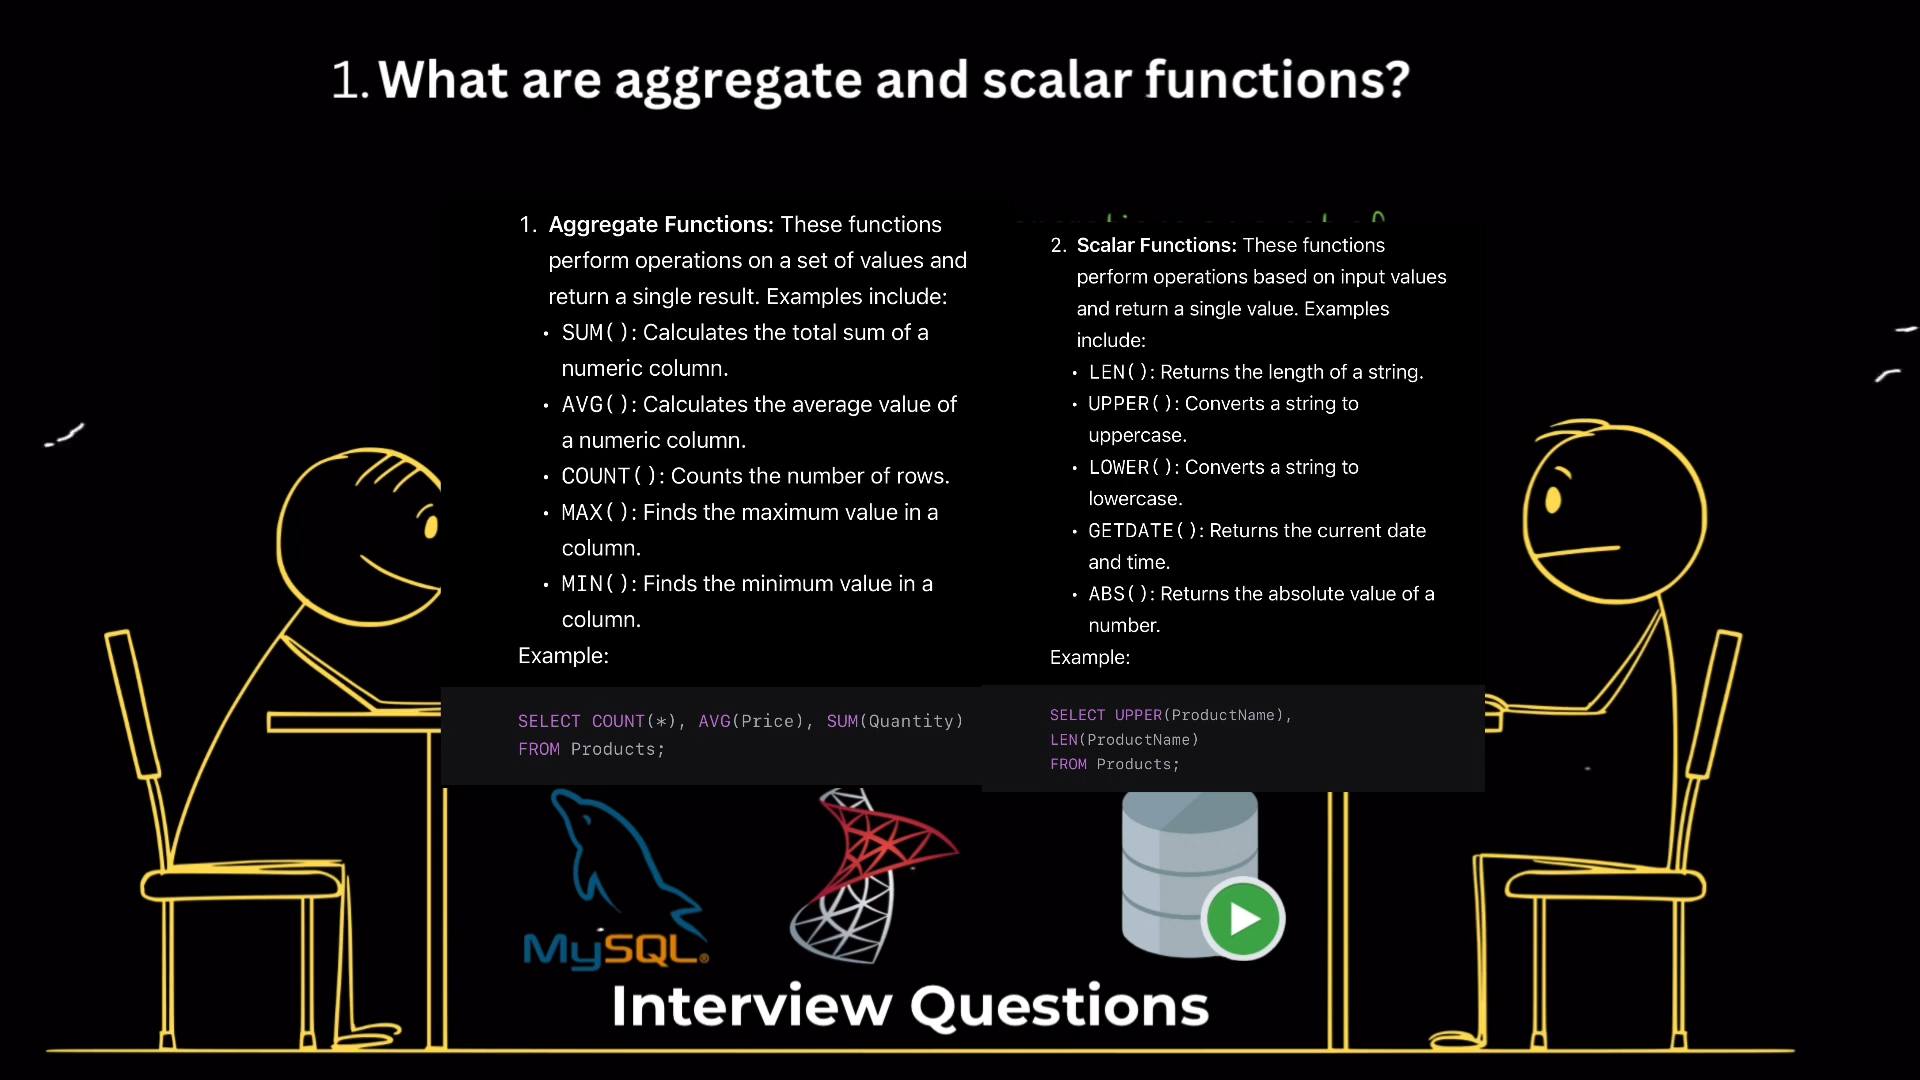 1. What are aggregate and scalar functions?
1. Aggregate Functions: These functions
perform operations on a set of values and
return a single result. Examples include:
• SUM(): Calculates the total sum of a
numeric column.
• AVG(): Calculates the average value of
a numeric column.
• COUNT(): Counts the number of rows.
• MAX(): Finds the maximum value in a
column.
• MIN(): Finds the minimum value in a
column.
Example:
SELECT COUNT(*), AVG(Price), SUM(Quantity)
FROM Products;
2. Scalar Functions: These functions
perform operations based on input values
and return a single value. Examples
include:
• LEN(): Returns the length of a string.
• UPPER(): Converts a string to
uppercase.
• LOWER(): Converts a string to
lowercase.
• GETDATE(): Returns the current date
and time.
• ABS(): Returns the absolute value of a
number.
Example:
SELECT UPPER(ProductName),
LEN(ProductName)
FROM Products;
MySQL®
Interview Questions